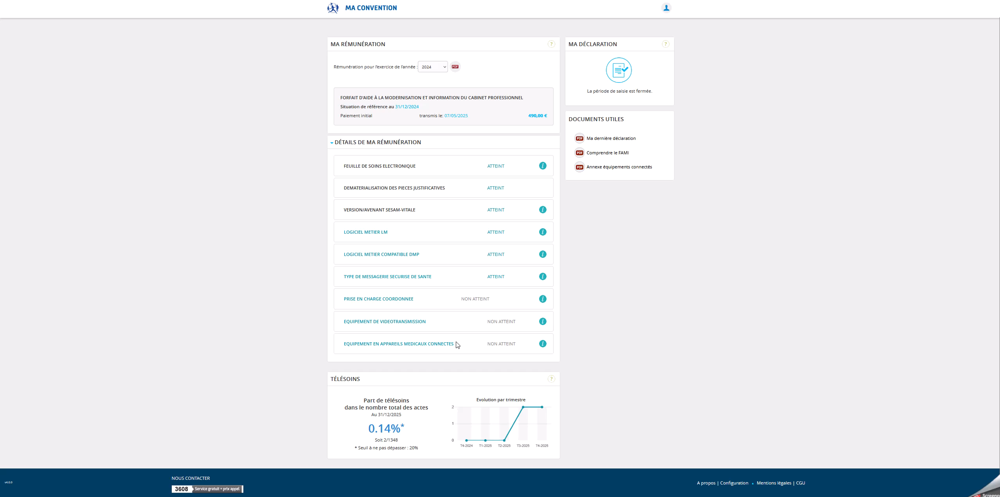 MA CONVENTION
MA RÉMUNÉRATION
?
Rémunération pour l'exercice de l'année :
2024
PDF
FORFAIT D'AIDE À LA MODERNISATION ET INFORMATION DU CABINET PROFESSIONNEL
Situation de référence au 31/12/2024
Paiement initial transmis le: 07/05/2025 490,00 €
DÉTAILS DE MA RÉMUNÉRATION
FEUILLE DE SOINS ELECTRONIQUE ATTEINT i
DEMATERIALISATION DES PIECES JUSTIFICATIVES ATTEINT
VERSION/AVENANT SESAM-VITALE ATTEINT i
LOGICIEL METIER LM ATTEINT i
LOGICIEL METIER COMPATIBLE DMP ATTEINT i
TYPE DE MESSAGERIE SECURISE DE SANTE ATTEINT i
PRISE EN CHARGE COORDONNEE NON ATTEINT i
EQUIPEMENT DE VIDEOTRANSMISSION NON ATTEINT i
EQUIPEMENT EN APPAREILS MEDICAUX CONNECTES NON ATTEINT i
TÉLÉSOINS
?
Part de télésoins
dans le nombre total des actes
Au 31/12/2025
0.14%*
Soit 2/1348
* Seuil à ne pas dépasser : 20%
Evolution par trimestre
2
1
0
T4-2024 T1-2025 T2-2025 T3-2025 T4-2025
MA DÉCLARATION
?
La période de saisie est fermée.
DOCUMENTS UTILES
PDF Ma dernière déclaration
PDF Comprendre le FAMI
PDF Annexe équipements connectés
v4.0.0
NOUS CONTACTER
3608 Service gratuit + prix appel
A propos | Configuration • Mentions légales | CGU
Screenp